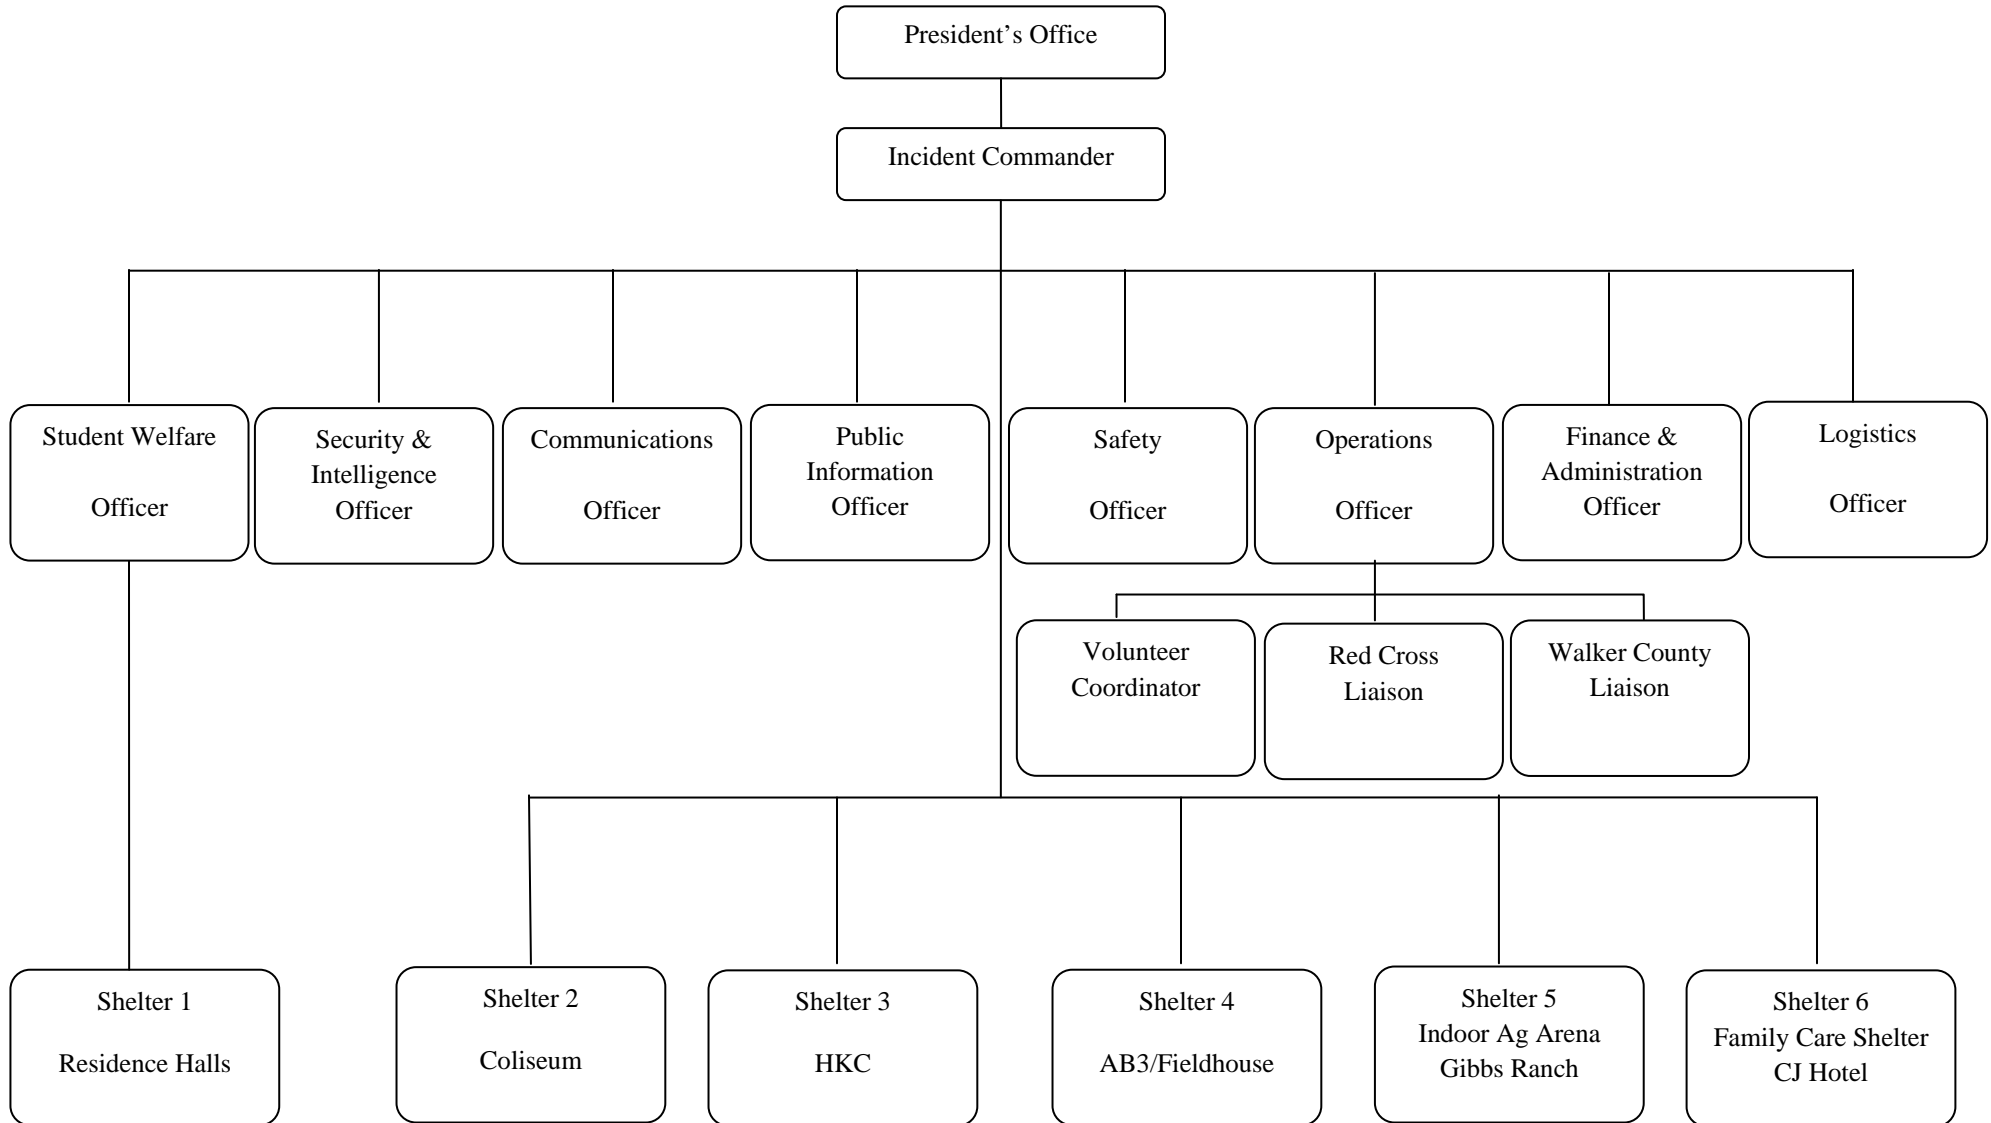 President’s Office
Incident Commander
Student Welfare
Officer
Security &
Intelligence
Officer
Communications
Officer
Public
Information
Officer
Safety
Officer
Operations
Officer
Finance &
Administration
Officer
Logistics
Officer
Volunteer
Coordinator
Red Cross
Liaison
Walker County
Liaison
Shelter 1
Residence Halls
Shelter 2
Coliseum
Shelter 3
HKC
Shelter 4
AB3/Fieldhouse
Shelter 5
Indoor Ag Arena
Gibbs Ranch
Shelter 6
Family Care Shelter
CJ Hotel